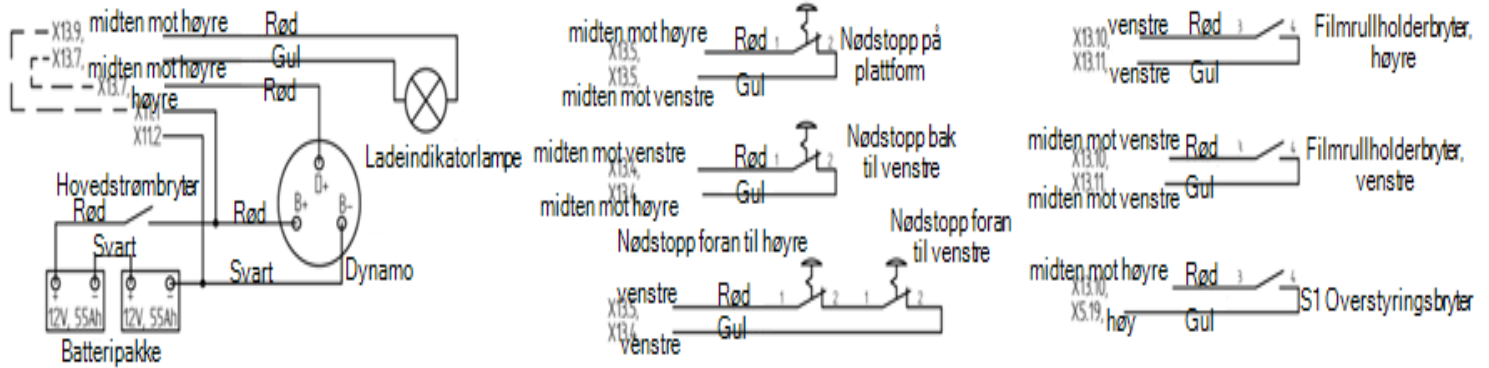 X13.9, midten mot høyre Rød
X13.7, Gul
midten mot høyre
X13.7, Rød
høyre
X11.1
X11.2
Ladeindikatorlampe
D+
B+ B-
Hovedstrømbryter
Rød Rød
Svart
Svart Dynamo
+ - + -
12V, 55Ah 12V, 55Ah
Batteripakke
midten mot høyre Rød 1 2 Nødstopp på
plattform
X13.5,
X13.5, Gul
midten mot venstre
midten mot venstre Rød 1 2 Nødstopp bak
til venstre
X13.4,
X13.4, Gul
midten mot høyre
Nødstopp foran til høyre
Nødstopp foran
til venstre
venstre Rød 1 2 1 2
X13.5,
X13.4, Gul
venstre
X13.10, venstre Rød 3 4 Filmrullholderbryter,
høyre
X13.11, venstre Gul
midten mot venstre Rød 4 Filmrullholderbryter,
venstre
X13.10,
X13.11, Gul
midten mot venstre
midten mot høyre Rød 3 4
X13.10,
S1 Overstyringsbryter
X5.19, høy Gul